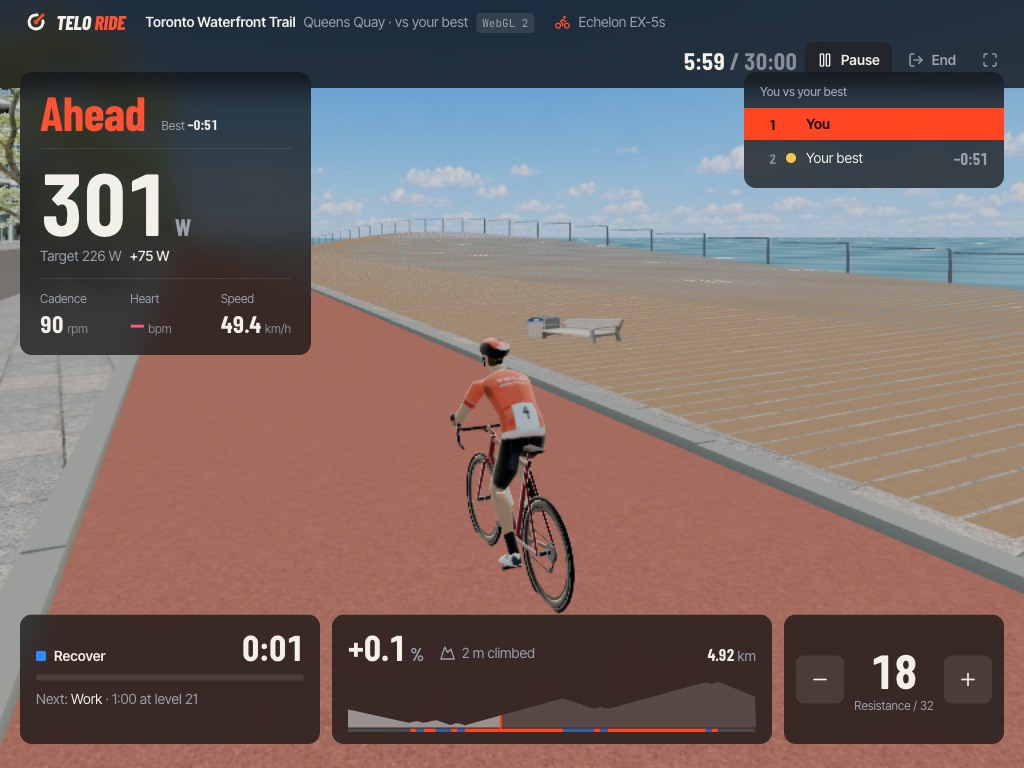 TELO RIDE Toronto Waterfront Trail Queens Quay · vs your best WebGL 2 Echelon EX-5s
5:59 / 30:00 Pause End
Ahead Best −0:51
301 W
Target 226 W +75 W
Cadence Heart Speed
90 rpm — bpm 49.4 km/h
You vs your best
1 You
2 Your best −0:51
4
Recover 0:01
Next: Work · 1:00 at level 21
+0.1 % 2 m climbed 4.92 km
− 18 +
Resistance / 32